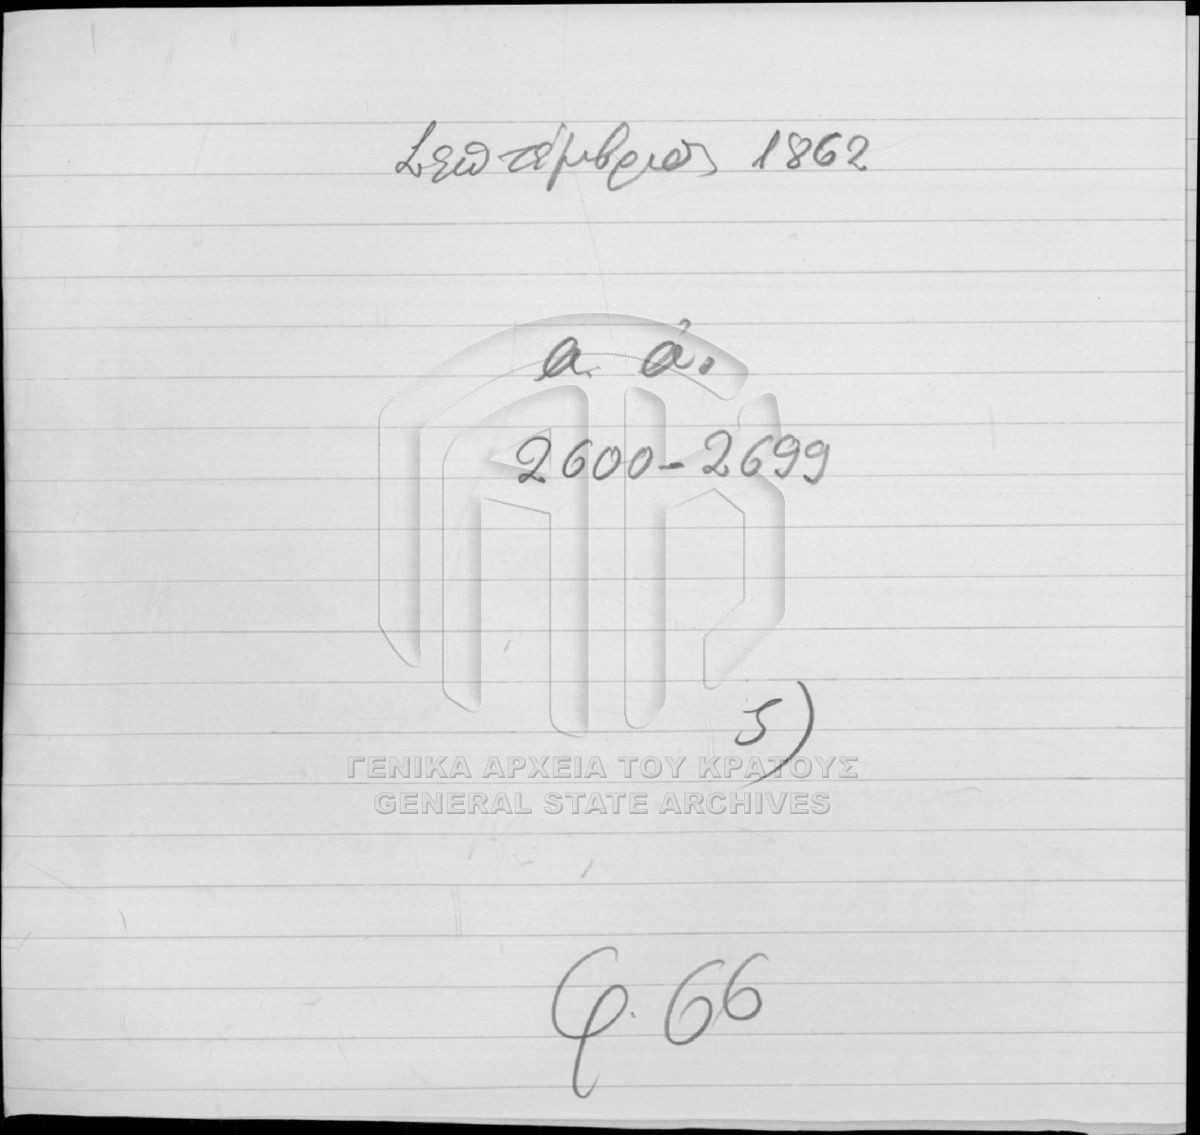 Σεπτέμβριος 1862
α. ἀ.
2600-2699
5)
ΓΕΝΙΚΑ ΑΡΧΕΙΑ ΤΟΥ ΚΡΑΤΟΥΣ
GENERAL STATE ARCHIVES
φ. 66